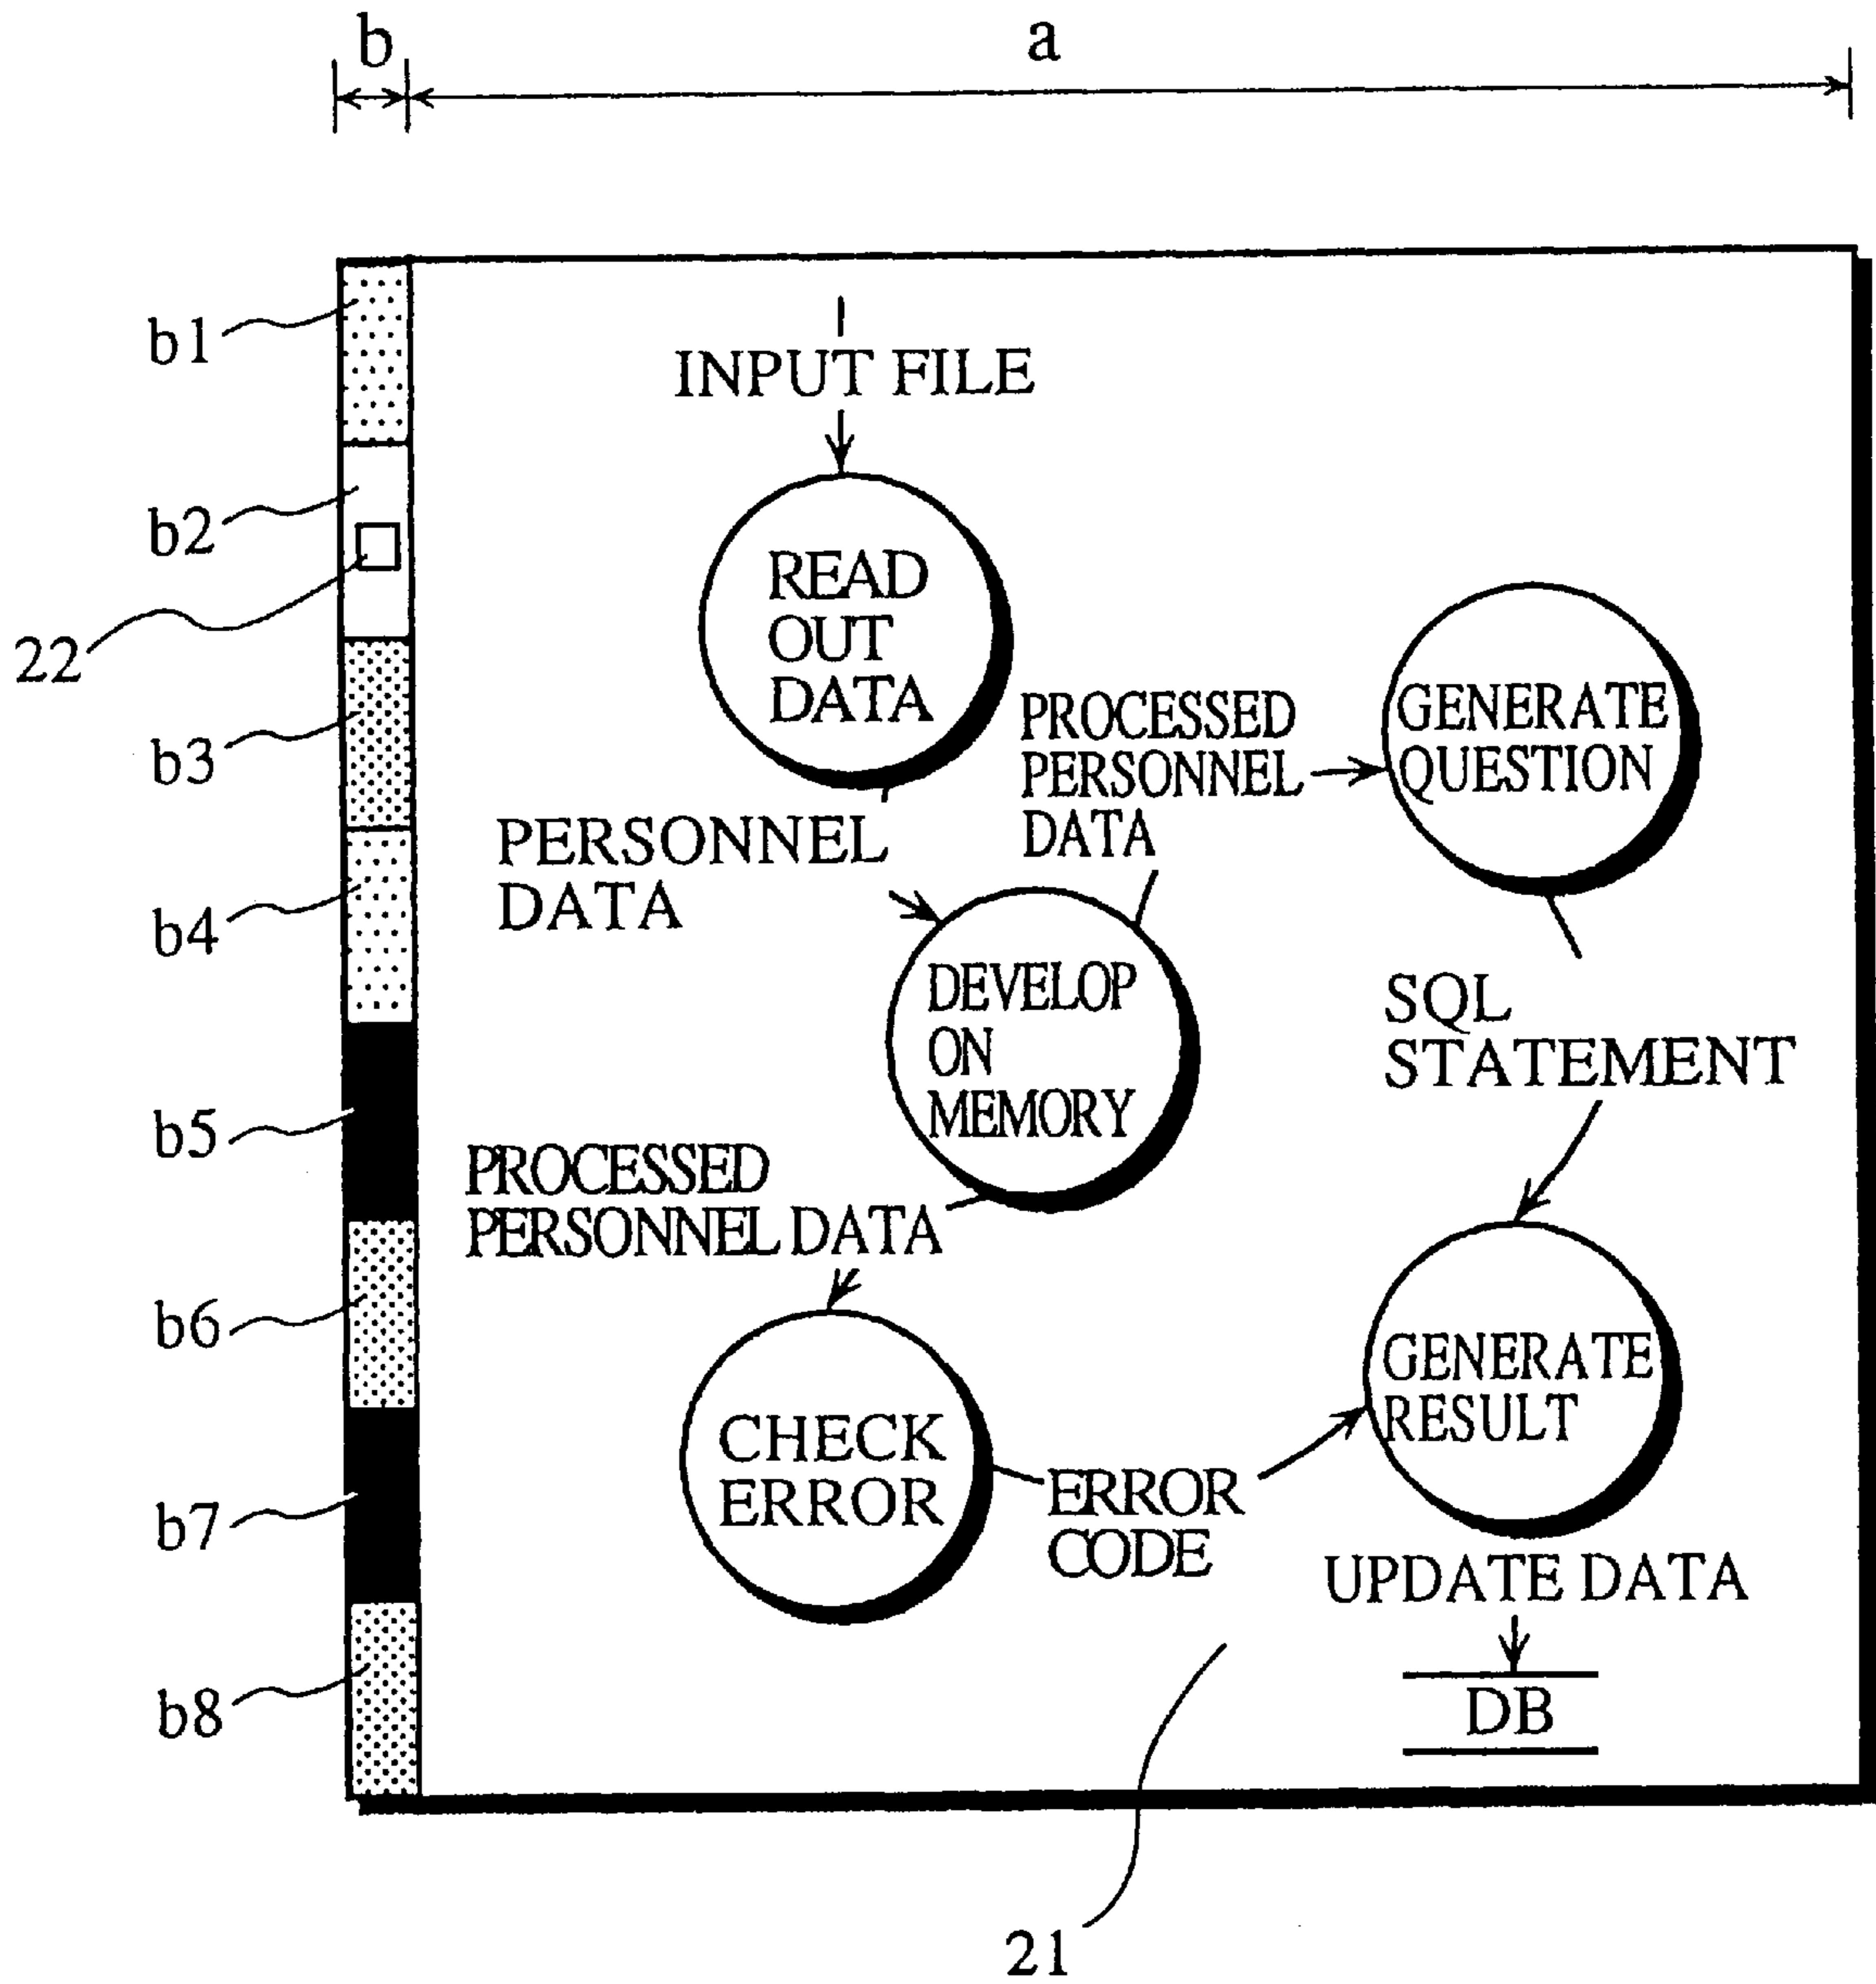 b
a
b1
INPUT FILE
b2
READ
OUT
DATA
22
GENERATE
QUESTION
b3
PROCESSED
PERSONNEL
DATA
PERSONNEL
DATA
b4
DEVELOP
ON
MEMORY
SQL
STATEMENT
b5
PROCESSED
PERSONNEL DATA
b6
GENERATE
RESULT
CHECK
ERROR
b7
ERROR
CODE
UPDATE DATA
b8
DB
21